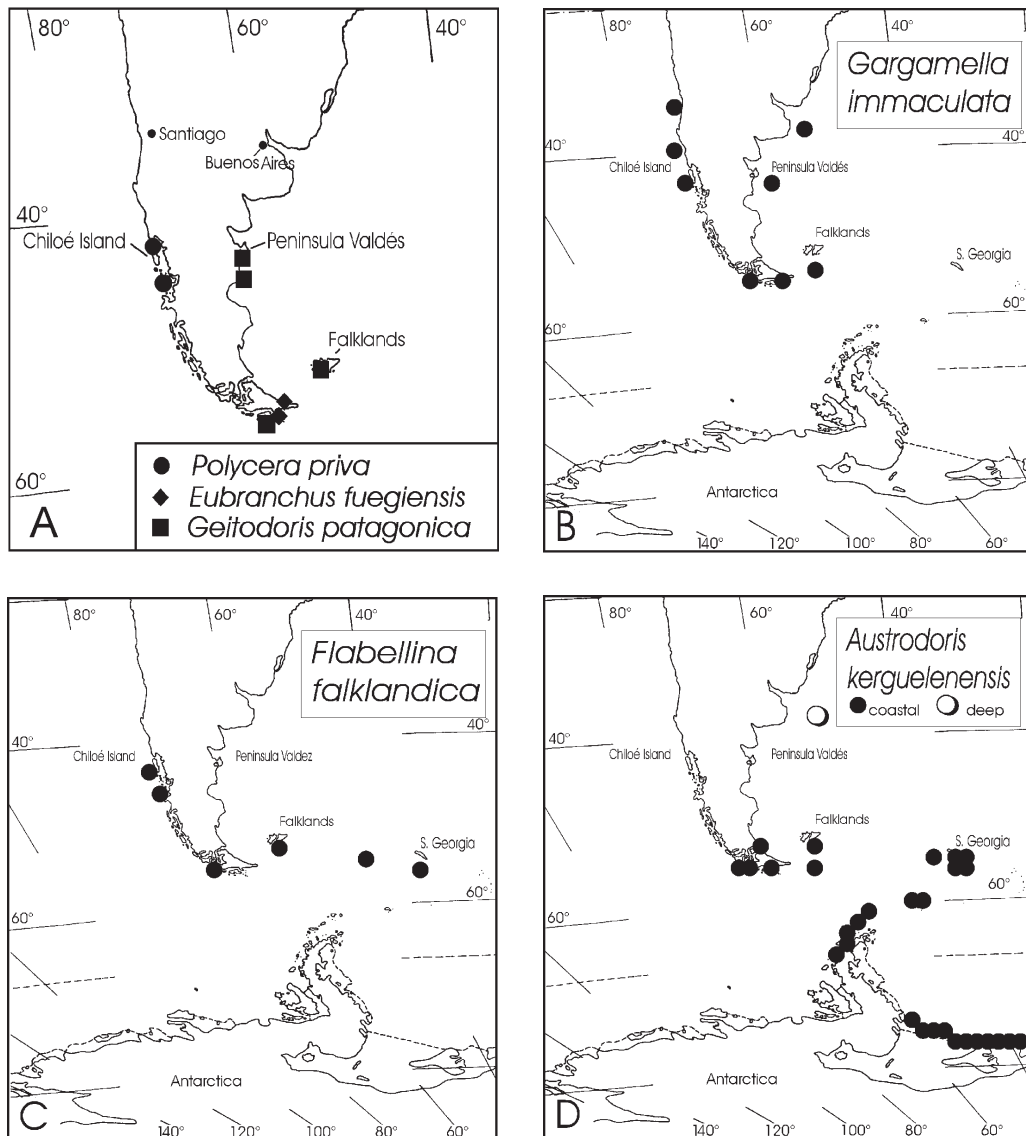 80°
60°
40°
Santiago
Buenos Aires
40°
Chiloé Island
Peninsula Valdés
Falklands
60°
A
Polycera priva
Eubranchus fuegiensis
Geitodoris patagonica
80°
60°
Gargamella
immaculata
40°
40°
Chiloé Island
Peninsula Valdés
Falklands
S. Georgia
60°
60°
Antarctica
B
140°
120°
100°
80°
60°
80°
60°
40°
Flabellina
falklandica
40°
40°
Chiloé Island
Peninsula Valdez
Falklands
S. Georgia
60°
60°
Antarctica
C
140°
120°
100°
80°
60°
80°
60°
40°
Austrodoris
kerguelenensis
coastal
deep
40°
40°
Chiloé Island
Peninsula Valdés
Falklands
S. Georgia
60°
60°
Antarctica
D
140°
120°
100°
80°
60°